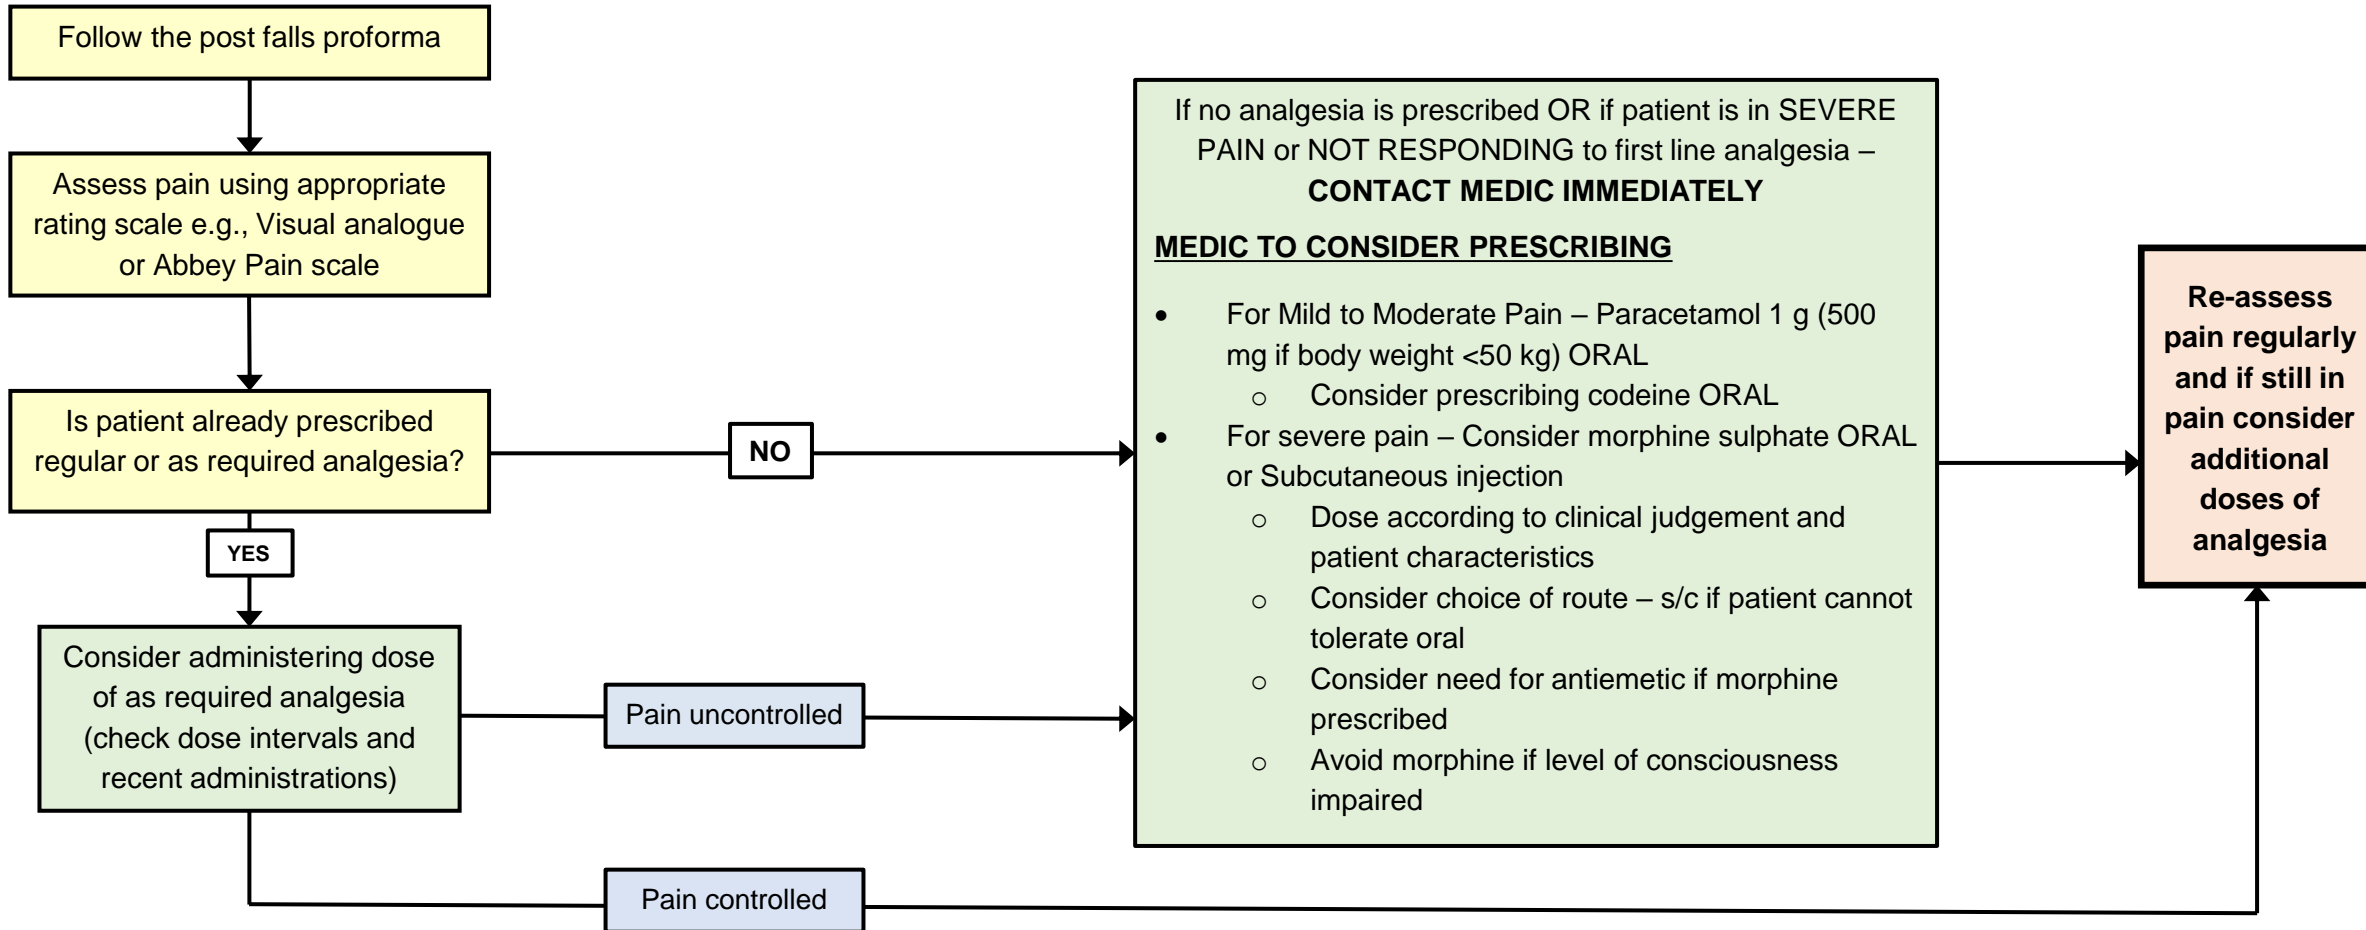 Follow the post falls proforma
Assess pain using appropriate
rating scale e.g., Visual analogue
or Abbey Pain scale
Is patient already prescribed
regular or as required analgesia?
NO
YES
Consider administering dose
of as required analgesia
(check dose intervals and
recent administrations)
Pain uncontrolled
Pain controlled
If no analgesia is prescribed OR if patient is in SEVERE
PAIN or NOT RESPONDING to first line analgesia –
CONTACT MEDIC IMMEDIATELY
MEDIC TO CONSIDER PRESCRIBING
• For Mild to Moderate Pain – Paracetamol 1 g (500
mg if body weight <50 kg) ORAL
o Consider prescribing codeine ORAL
• For severe pain – Consider morphine sulphate ORAL
or Subcutaneous injection
o Dose according to clinical judgement and
patient characteristics
o Consider choice of route – s/c if patient cannot
tolerate oral
o Consider need for antiemetic if morphine
prescribed
o Avoid morphine if level of consciousness
impaired
Re-assess
pain regularly
and if still in
pain consider
additional
doses of
analgesia